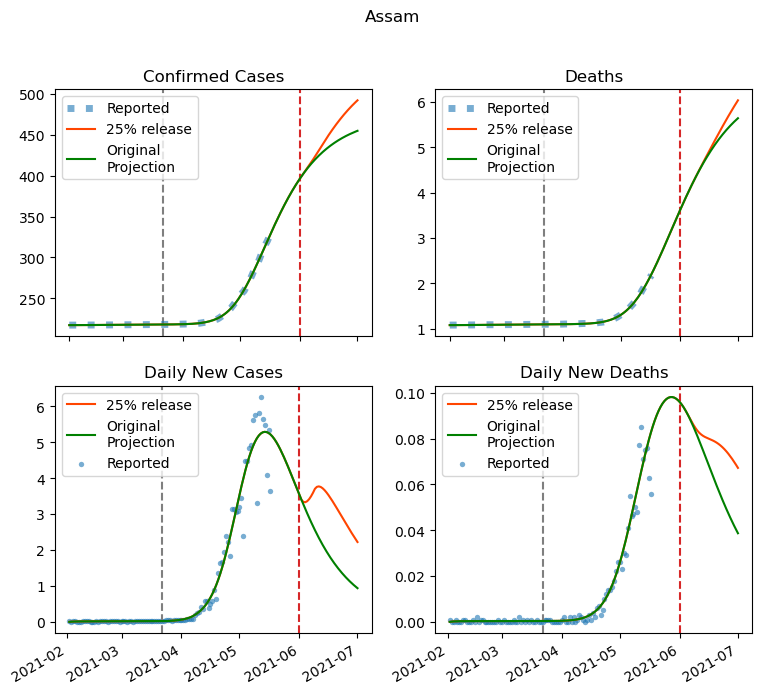 Assam
Confirmed Cases
500
450
400
350
300
250
Reported
25% release
Original
Projection
Deaths
6
5
4
3
2
1
Reported
25% release
Original
Projection
Daily New Cases
6
5
4
3
2
1
0
25% release
Original
Projection
Reported
2021-02
2021-03
2021-04
2021-05
2021-06
2021-07
Daily New Deaths
0.10
0.08
0.06
0.04
0.02
0.00
25% release
Original
Projection
Reported
2021-02
2021-03
2021-04
2021-05
2021-06
2021-07